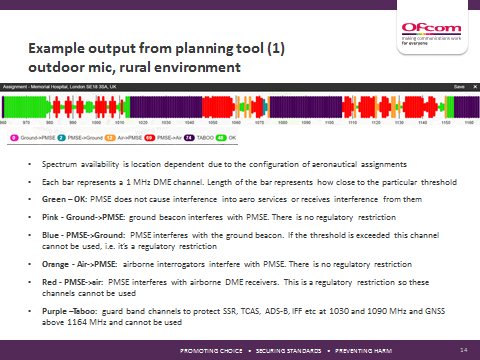 Ofcom
making communications work
for everyone
Example output from planning tool (1)
outdoor mic, rural environment
Assignment - Memorial Hospital, London SE18 3SA, UK
Save
960 970 980 990 1000 1010 1020 1030 1040 1050 1060 1070 1080 1090 1100 1110 1120 1130 1140 1150 1160
Ground->PMSE PMSE->Ground Air->PMSE PMSE->Air 74 TABOO OK
• Spectrum availability is location dependent due to the configuration of aeronautical assignments
• Each bar represents a 1 MHz DME channel. Length of the bar represents how close to the particular threshold
• Green – OK: PMSE does not cause interference into aero services or receives interference from them
• Pink - Ground->PMSE: ground beacon interferes with PMSE. There is no regulatory restriction
• Blue - PMSE->Ground: PMSE interferes with the ground beacon. If the threshold is exceeded this channel
cannot be used, i.e. it's a regulatory restriction
• Orange - Air->PMSE: airborne interrogators interfere with PMSE. There is no regulatory restriction
• Red - PMSE->air: PMSE interferes with airborne DME receivers. This is a regulatory restriction so these
channels cannot be used
• Purple –Taboo: guard band channels to protect SSR, TCAS, ADS-B, IFF etc at 1030 and 1090 MHz and GNSS
above 1164 MHz and cannot be used
PROMOTING CHOICE • SECURING STANDARDS • PREVENTING HARM
14